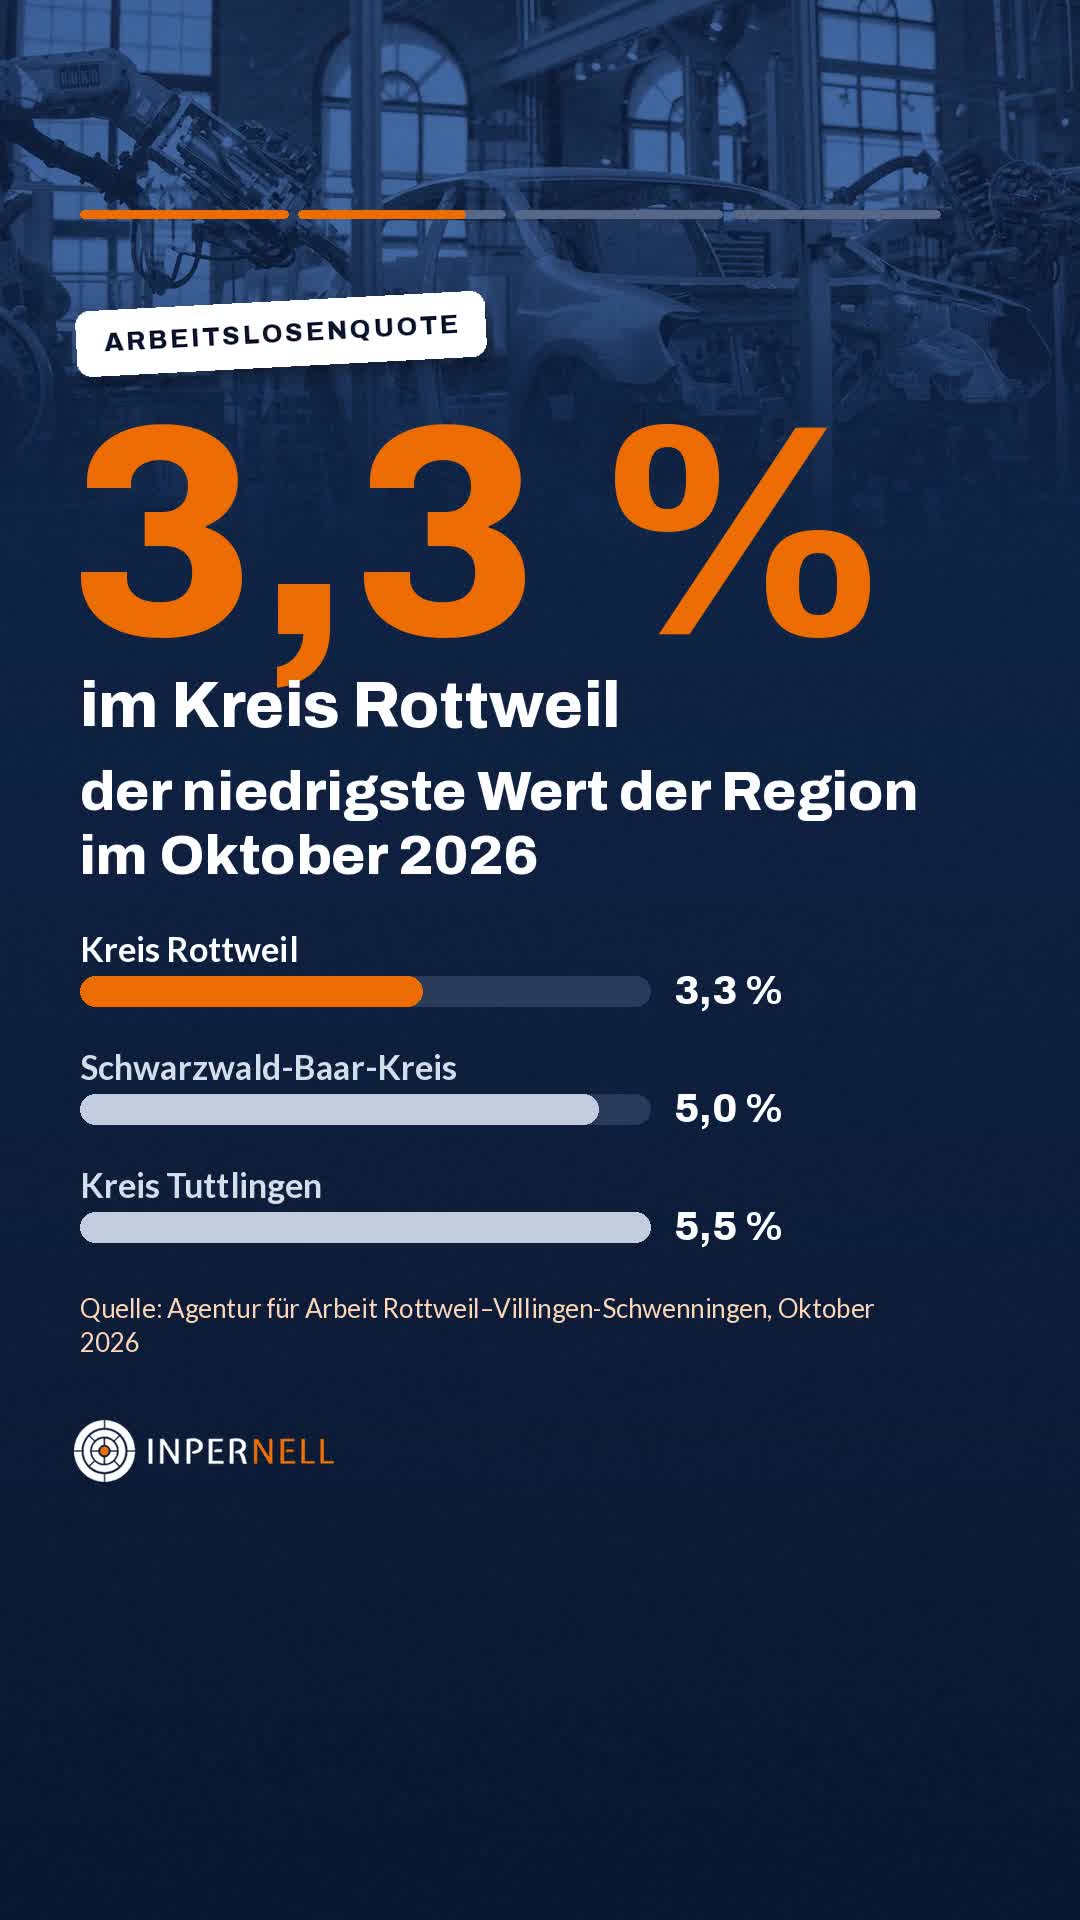 ARBEITSLOSENQUOTE
3,3 %
im Kreis Rottweil
der niedrigste Wert der Region
im Oktober 2026
Kreis Rottweil
3,3 %
Schwarzwald-Baar-Kreis
5,0 %
Kreis Tuttlingen
5,5 %
Quelle: Agentur für Arbeit Rottweil–Villingen-Schwenningen, Oktober
2026
INPERNELL